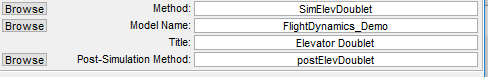 Browse Method: SimElevDoublet
Browse Model Name: FlightDynamics_Demo
Title: Elevator Doublet
Browse Post-Simulation Method: postElevDoublet